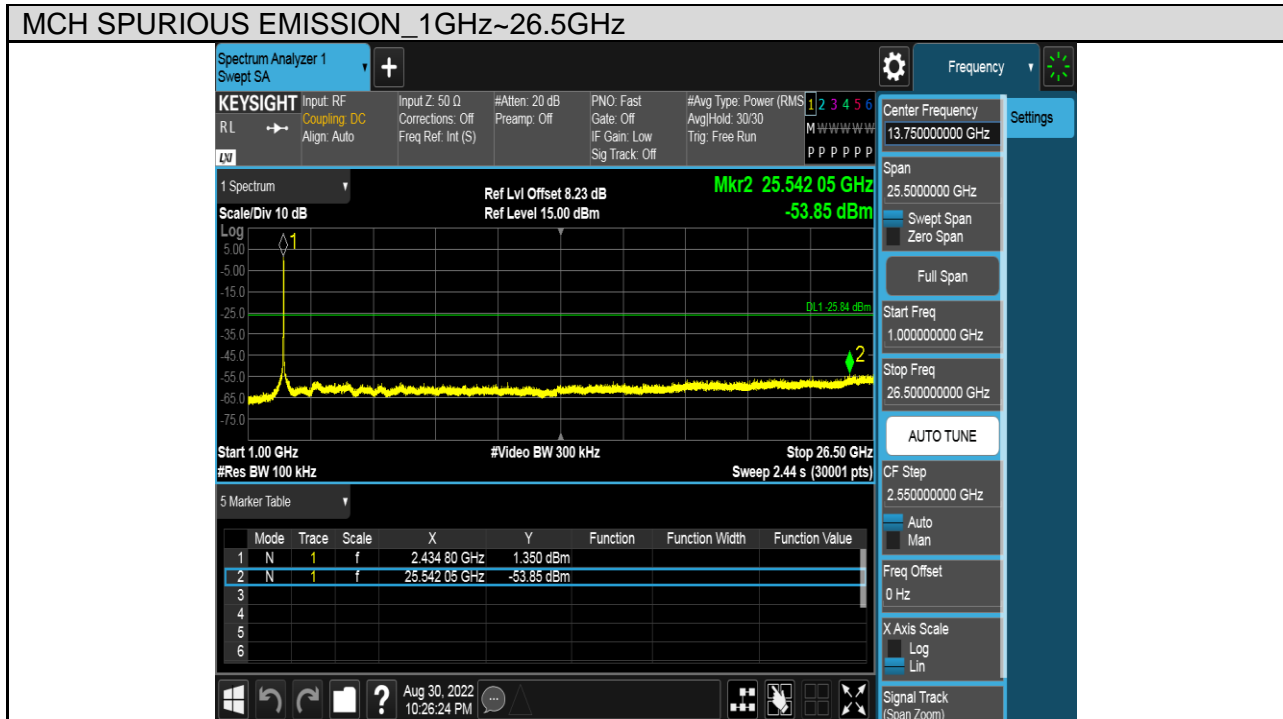 MCH SPURIOUS EMISSION_1GHz~26.5GHz
Spectrum Analyzer 1
Swept SA
+
Frequency
KEYSIGHT
RL
LXI
Input: RF
Coupling: DC
Align: Auto
Input Z: 50 Ω
Corrections: Off
Freq Ref: Int (S)
#Atten: 20 dB
Preamp: Off
PNO: Fast
Gate: Off
IF Gain: Low
Sig Track: Off
#Avg Type: Power (RMS
Avg|Hold: 30/30
Trig: Free Run
1 2 3 4 5 6
M W W W W W
P P P P P P
1 Spectrum
Scale/Div 10 dB
Ref Lvl Offset 8.23 dB
Ref Level 15.00 dBm
Mkr2 25.542 05 GHz
-53.85 dBm
Log
5.00
-5.00
-15.0
-25.0
-35.0
-45.0
-55.0
-65.0
-75.0
1
DL1 -25.84 dBm
2
Start 1.00 GHz
#Res BW 100 kHz
#Video BW 300 kHz
Stop 26.50 GHz
Sweep 2.44 s (30001 pts)
5 Marker Table
Mode Trace Scale X Y Function Function Width Function Value
1 N 1 f 2.434 80 GHz 1.350 dBm
2 N 1 f 25.542 05 GHz -53.85 dBm
3
4
5
6
Aug 30, 2022
10:26:24 PM
?
Center Frequency
13.750000000 GHz
Settings
Span
25.5000000 GHz
Swept Span
Zero Span
Full Span
Start Freq
1.000000000 GHz
Stop Freq
26.500000000 GHz
AUTO TUNE
CF Step
2.550000000 GHz
Auto
Man
Freq Offset
0 Hz
X Axis Scale
Log
Lin
Signal Track
(Span Zoom)